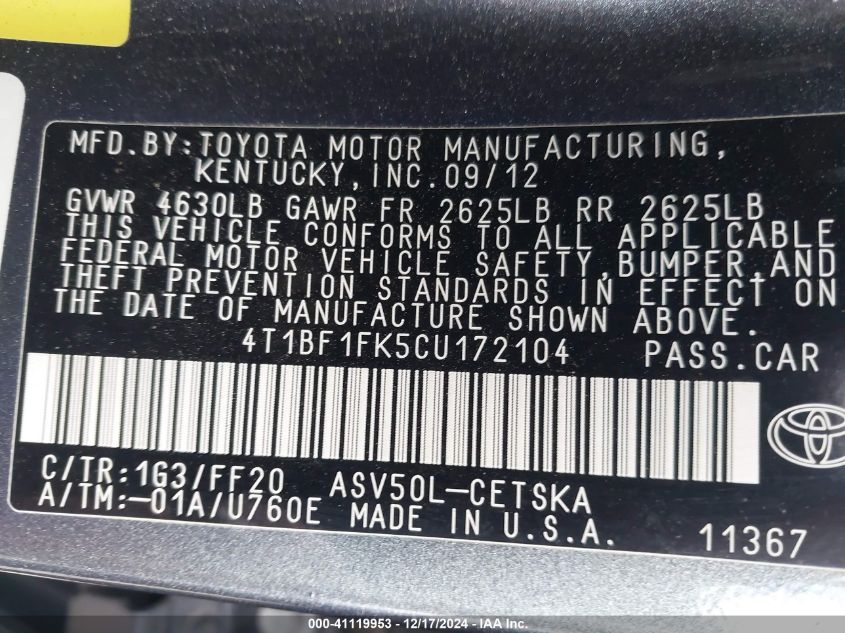 MFD.BY:TOYOTA MOTOR MANUFACTURING,
KENTUCKY,INC.09/12
GVWR 4630LB GAWR FR 2625LB RR 2625LB
THIS VEHICLE CONFORMS TO ALL APPLICABLE
FEDERAL MOTOR VEHICLE SAFETY,BUMPER,AND
THEFT PREVENTION STANDARDS IN EFFECT ON
THE DATE OF MANUFACTURE SHOWN ABOVE.
4T1BF1FK5CU172104 PASS.CAR
C/TR:1G3/FF20 ASV50L-CETSKA
A/TM:-01A/U760E MADE IN U.S.A. 11367
000-41119953 - 12/17/2024 - IAA Inc.